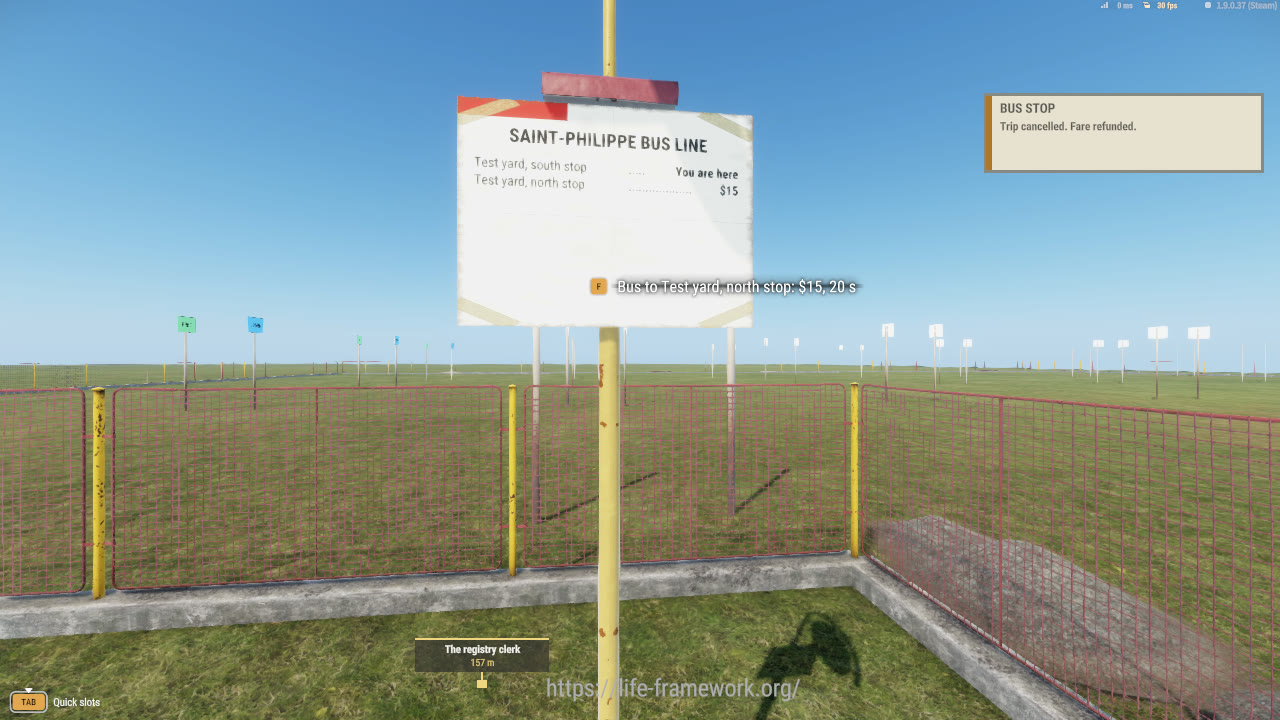 0 ms
30 fps
1.9.0.37 (Steam)
BUS STOP
Trip cancelled. Fare refunded.
SAINT-PHILIPPE BUS LINE
Test yard, south stop ..... You are here
Test yard, north stop .................. $15
F Bus to Test yard, north stop: $15, 20 s
The registry clerk
157 m
https://life-framework.org/
TAB Quick slots